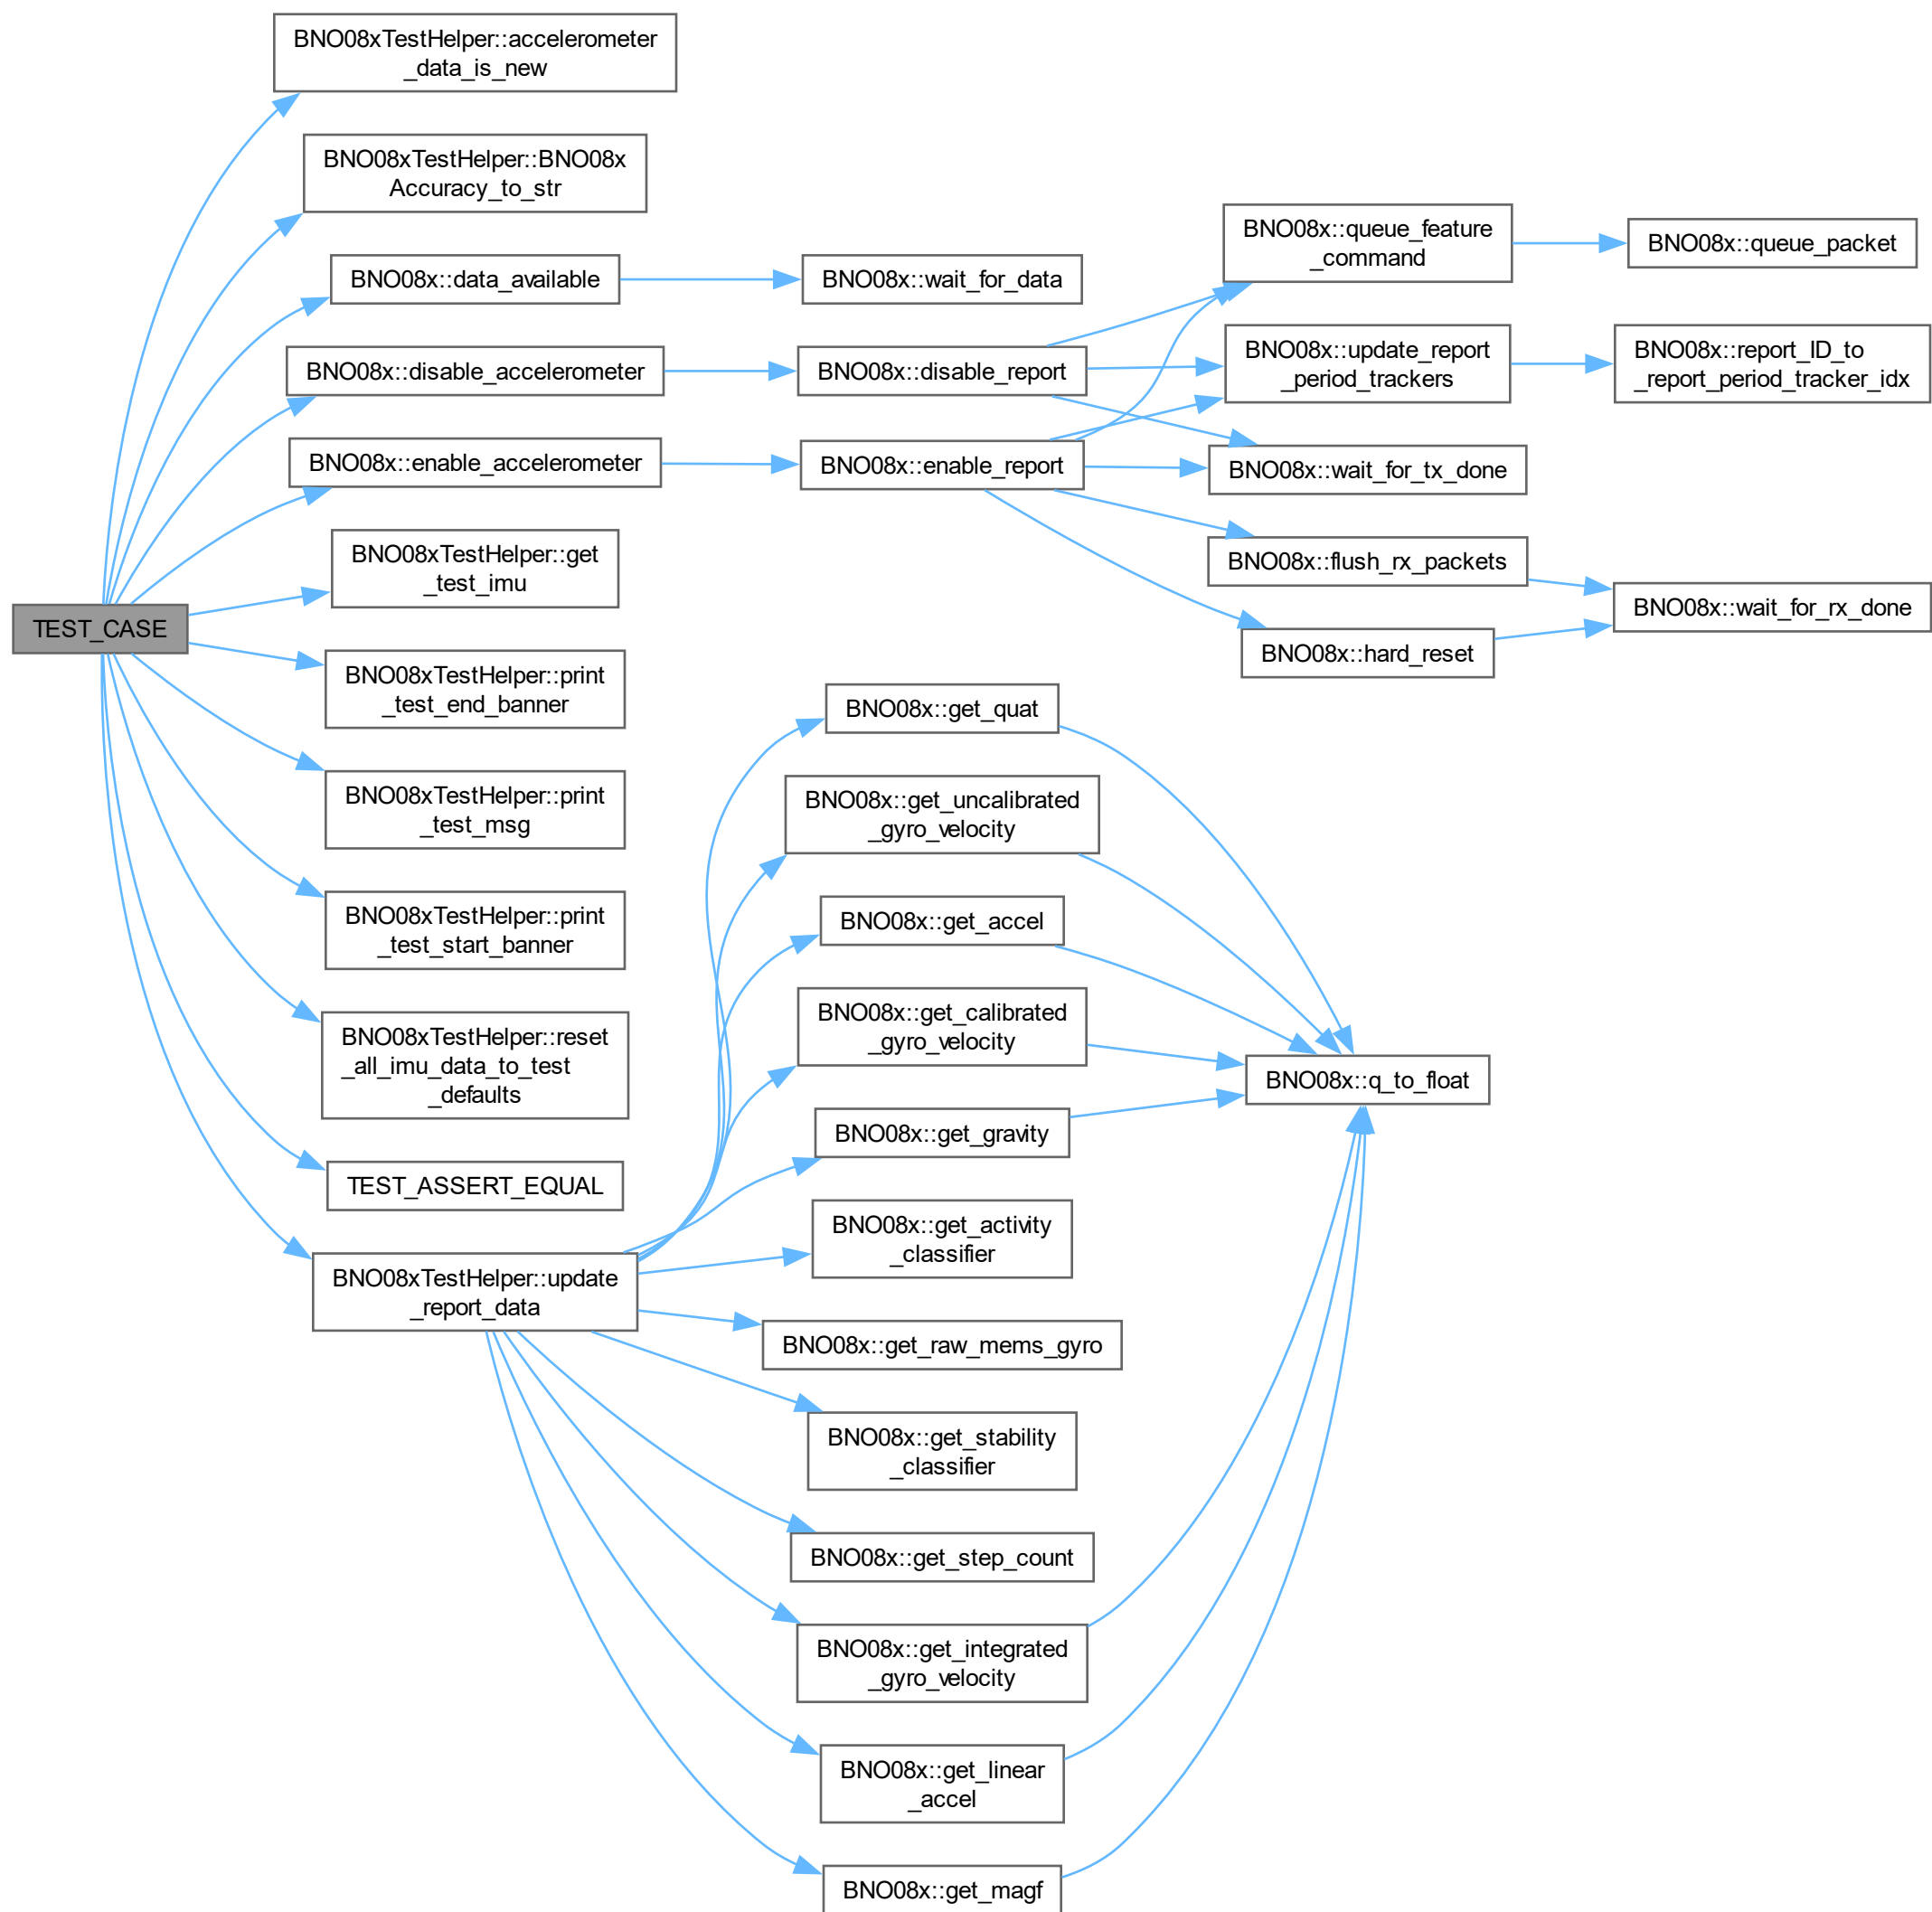 BNO08xTestHelper::accelerometer
_data_is_new
BNO08xTestHelper::BNO08x
Accuracy_to_str
BNO08x::data_available
BNO08x::disable_accelerometer
BNO08x::enable_accelerometer
BNO08xTestHelper::get
_test_imu
TEST_CASE
BNO08xTestHelper::print
_test_end_banner
BNO08xTestHelper::print
_test_msg
BNO08xTestHelper::print
_test_start_banner
BNO08xTestHelper::reset
_all_imu_data_to_test
_defaults
TEST_ASSERT_EQUAL
BNO08xTestHelper::update
_report_data
BNO08x::wait_for_data
BNO08x::disable_report
BNO08x::enable_report
BNO08x::get_quat
BNO08x::get_uncalibrated
_gyro_velocity
BNO08x::get_accel
BNO08x::get_calibrated
_gyro_velocity
BNO08x::get_gravity
BNO08x::get_activity
_classifier
BNO08x::get_raw_mems_gyro
BNO08x::get_stability
_classifier
BNO08x::get_step_count
BNO08x::get_integrated
_gyro_velocity
BNO08x::get_linear
_accel
BNO08x::get_magf
BNO08x::queue_feature
_command
BNO08x::update_report
_period_trackers
BNO08x::wait_for_tx_done
BNO08x::flush_rx_packets
BNO08x::hard_reset
BNO08x::q_to_float
BNO08x::queue_packet
BNO08x::report_ID_to
_report_period_tracker_idx
BNO08x::wait_for_rx_done